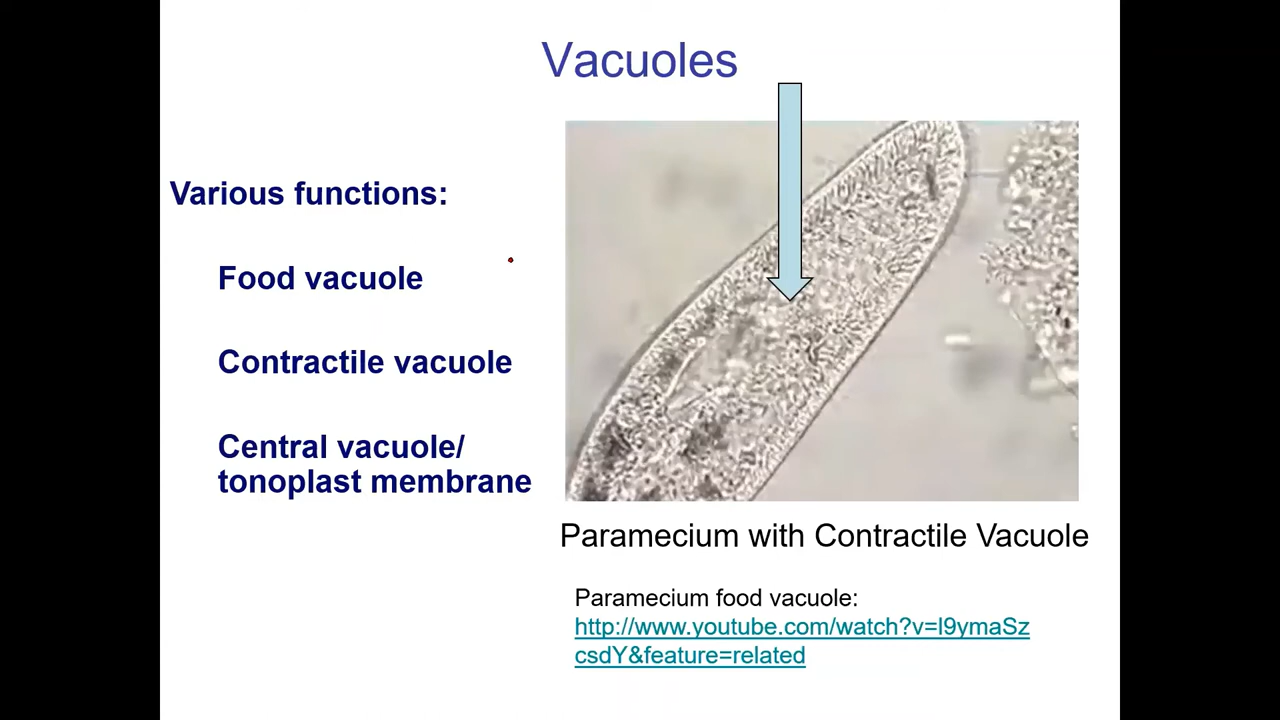 Vacuoles
Various functions:
Food vacuole
Contractile vacuole
Central vacuole/
tonoplast membrane
Paramecium with Contractile Vacuole
Paramecium food vacuole:
http://www.youtube.com/watch?v=l9ymaSz
csdY&feature=related